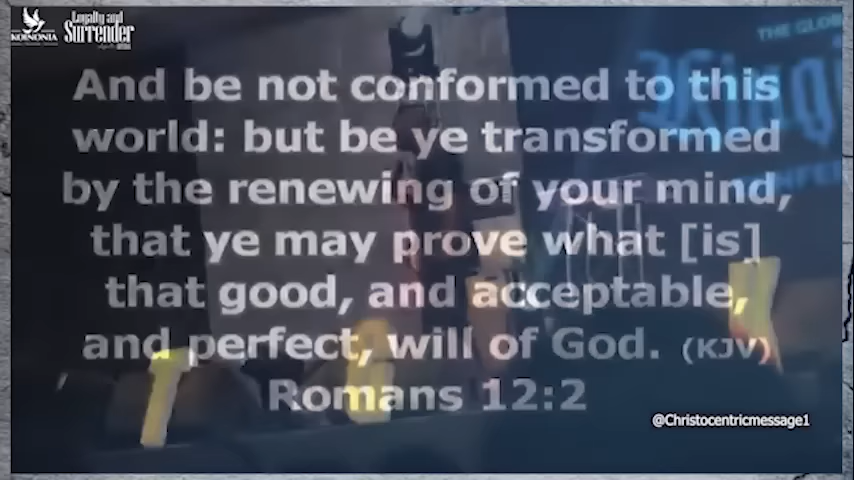 KOINONIA
Loyalty and
Surrender
THE GLOB
And be not conformed to this
world: but be ye transformed
by the renewing of your mind,
that ye may prove what [is]
that good, and acceptable,
and perfect, will of God. (KJV)
Romans 12:2
@Christocentricmessage1